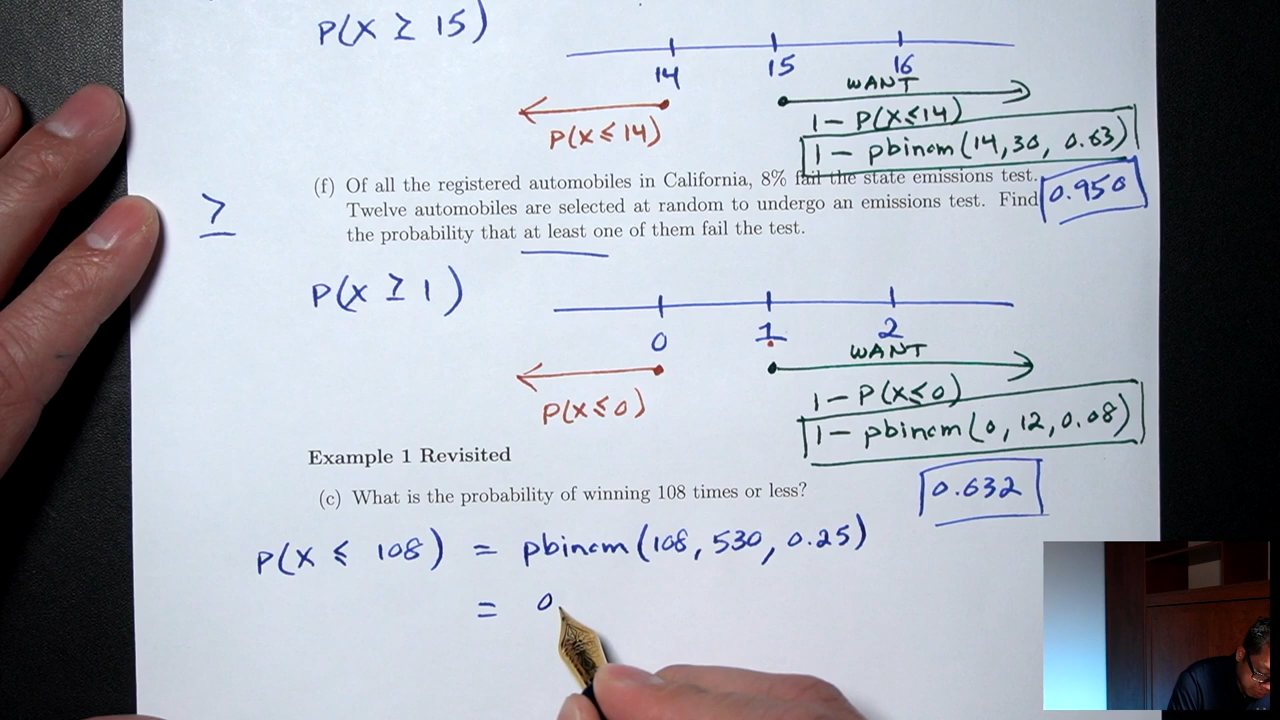 P(X ≥ 15)
14 15 16
WANT
P(X ≤ 14)
1 - P(X ≤ 14)
1 - pbinom(14, 30, 0.63)
0.950
≥
(f) Of all the registered automobiles in California, 8% fail the state emissions test.
Twelve automobiles are selected at random to undergo an emissions test. Find
the probability that at least one of them fail the test.
P(X ≥ 1)
0 1 2
WANT
P(X ≤ 0)
1 - P(X ≤ 0)
1 - pbinom(0, 12, 0.08)
0.632
Example 1 Revisited
(c) What is the probability of winning 108 times or less?
P(X ≤ 108) = pbinom(108, 530, 0.25)
= 0.